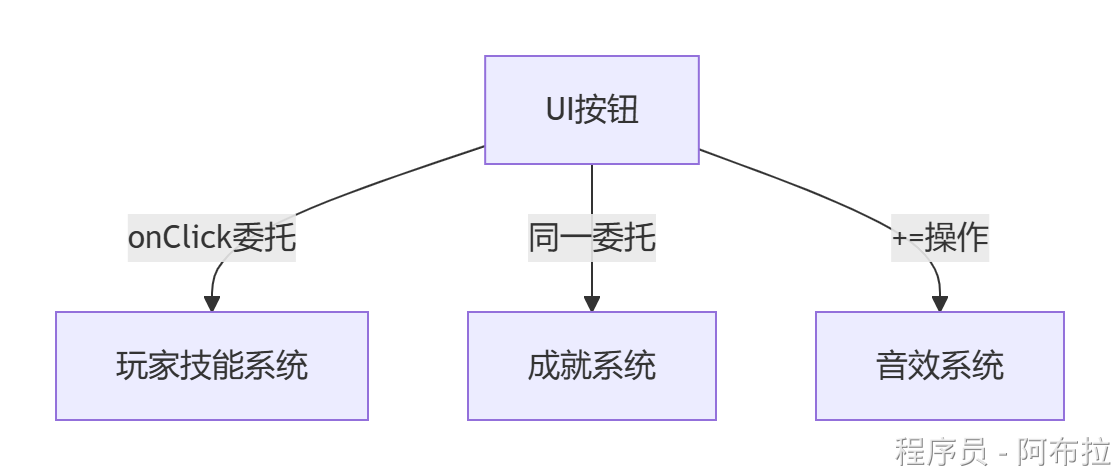 UI按钮
onClick委托
同一委托
+=操作
玩家技能系统
成就系统
音效系统
程序员 - 阿布拉